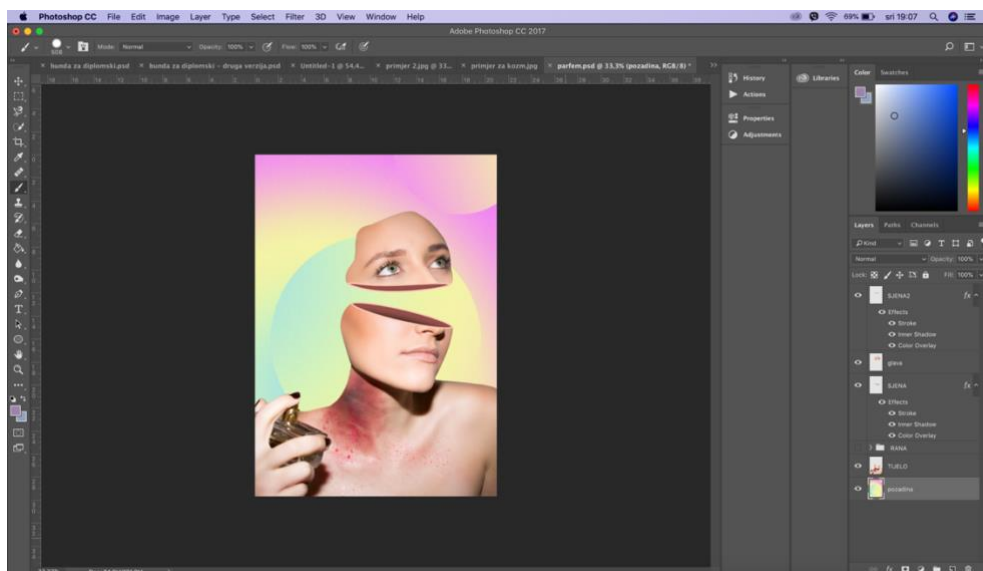 Photoshop CC File Edit Image Layer Type Select Filter 3D View Window Help 69% sri 19:07
Adobe Photoshop CC 2017
Mode: Normal Opacity: 100% Flow: 100%
bunda za diplomski.psd × bunda za diplomski - druga verzija.psd × Untitled-1 @ 54,4... × primjer 2.jpg @ 33... × primjer za kozm.jpg × parfem.psd @ 33,3% (pozadina, RGB/8) *
History
Actions
Properties
Adjustments
Libraries
Color Swatches
Layers Paths Channels
Kind
Normal Opacity: 100%
Lock: Fill: 100%
SJENA2 fx
Effects
Stroke
Inner Shadow
Color Overlay
glava
SJENA fx
Effects
Stroke
Inner Shadow
Color Overlay
RANA
TIJELO
pozadina